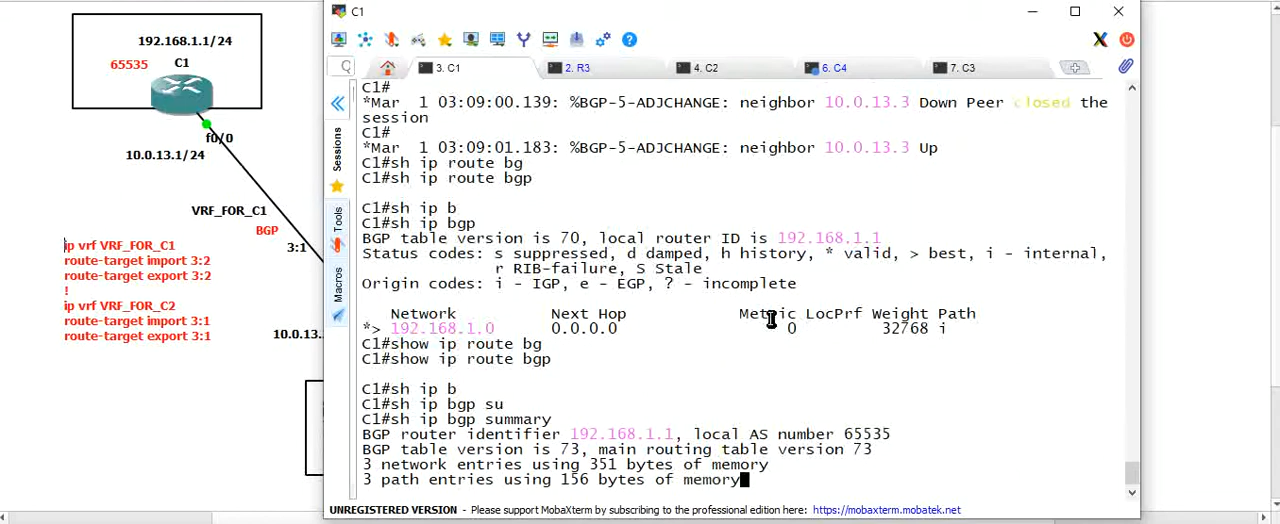 192.168.1.1/24
65535
C1
f0/0
10.0.13.1/24
VRF_FOR_C1
BGP
3:1
ip vrf VRF_FOR_C1
route-target import 3:2
route-target export 3:2
!
ip vrf VRF_FOR_C2
route-target import 3:1
route-target export 3:1
10.0.13.
C1
3. C1
2. R3
4. C2
6. C4
7. C3
Sessions
Tools
Macros
C1#
*Mar  1 03:09:00.139: %BGP-5-ADJCHANGE: neighbor 10.0.13.3 Down Peer closed the
session
C1#
*Mar  1 03:09:01.183: %BGP-5-ADJCHANGE: neighbor 10.0.13.3 Up
C1#sh ip route bg
C1#sh ip route bgp
C1#sh ip b
C1#sh ip bgp
BGP table version is 70, local router ID is 192.168.1.1
Status codes: s suppressed, d damped, h history, * valid, > best, i - internal,
r RIB-failure, S Stale
Origin codes: i - IGP, e - EGP, ? - incomplete
Network Next Hop Metric LocPrf Weight Path
*> 192.168.1.0 0.0.0.0 0 32768 i
C1#show ip route bg
C1#show ip route bgp
C1#sh ip b
C1#sh ip bgp su
C1#sh ip bgp summary
BGP router identifier 192.168.1.1, local AS number 65535
BGP table version is 73, main routing table version 73
3 network entries using 351 bytes of memory
3 path entries using 156 bytes of memory
UNREGISTERED VERSION - Please support MobaXterm by subscribing to the professional edition here: https://mobaxterm.mobatek.net